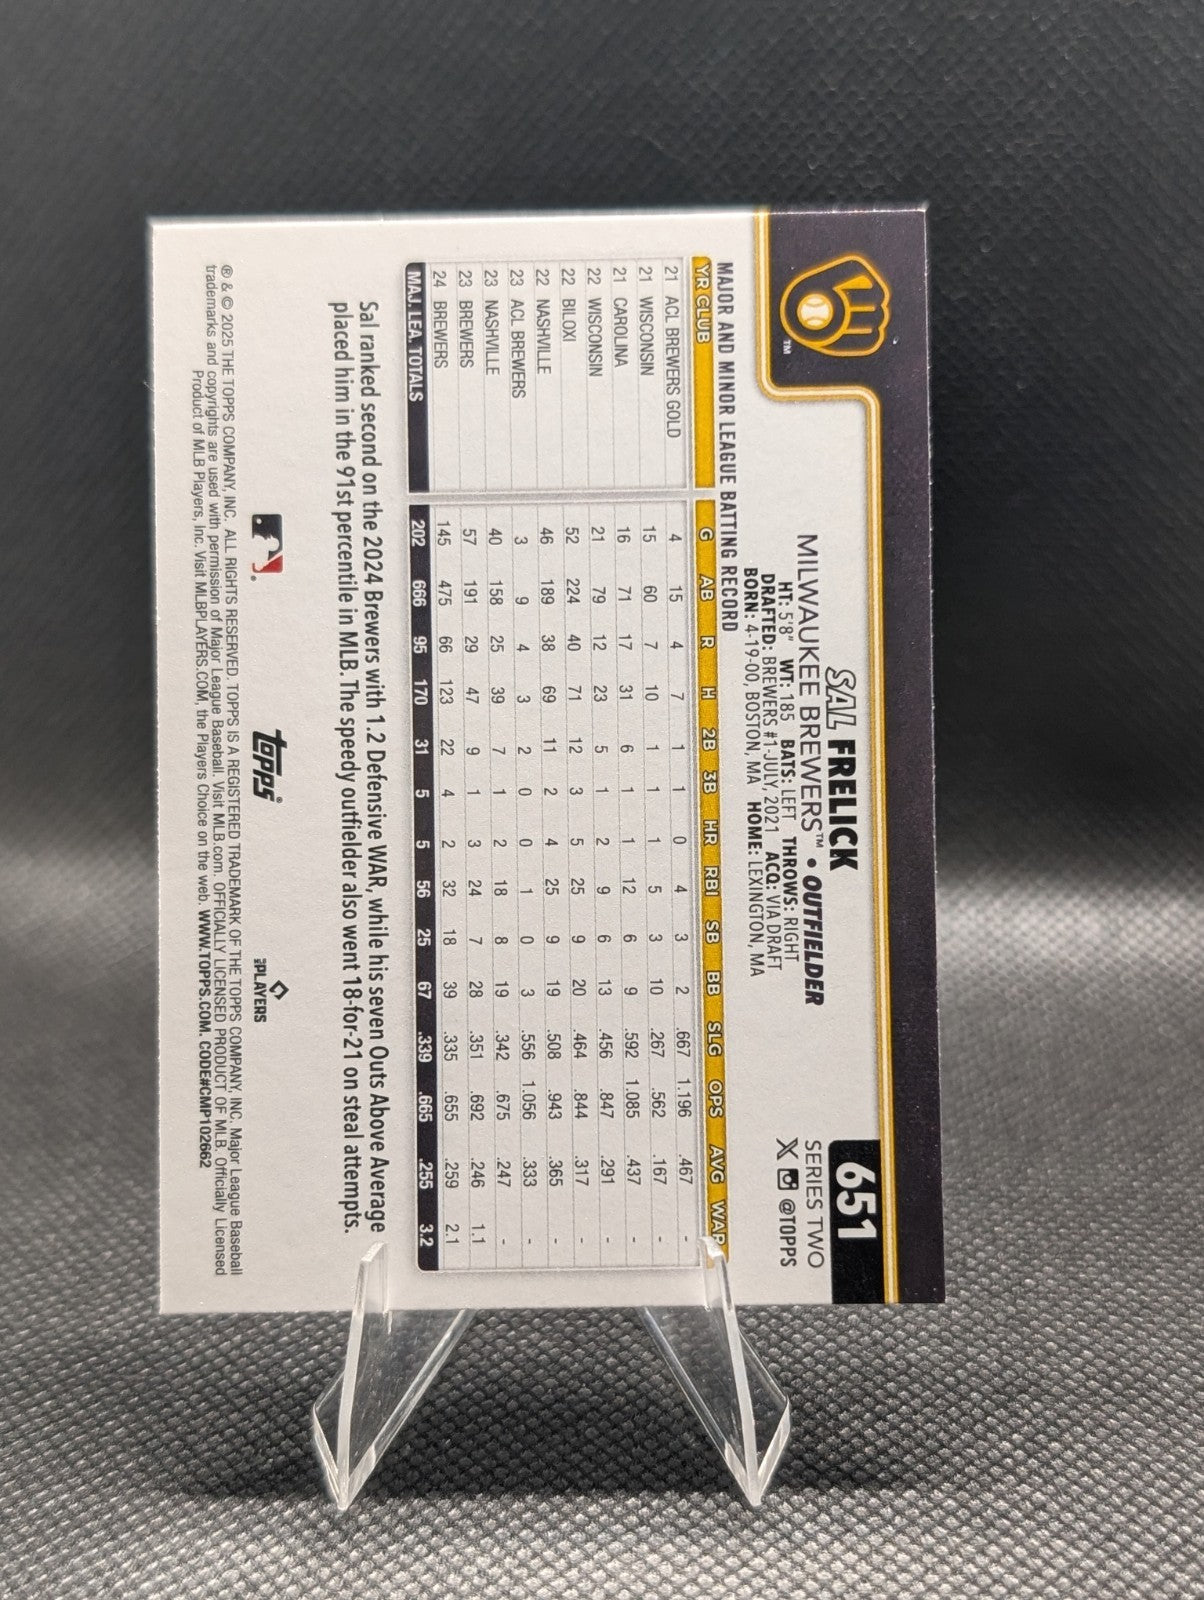 651
SERIES TWO
@TOPPS
SAL FRELICK
MILWAUKEE BREWERS™ • OUTFIELDER
HT: 5'8" WT: 185 BATS: LEFT THROWS: RIGHT
DRAFTED: BREWERS #1-JULY, 2021 ACQ: VIA DRAFT
BORN: 4-19-00, BOSTON, MA HOME: LEXINGTON, MA
TM
MAJOR AND MINOR LEAGUE BATTING RECORD
YR CLUB G AB R H 2B 3B HR RBI SB BB SLG OPS AVG WAR
21 ACL BREWERS GOLD 4 15 4 7 1 1 0 4 3 2 .667 1.196 .467 -
21 WISCONSIN 15 60 7 10 1 1 1 5 3 10 .267 .562 .167 -
21 CAROLINA 16 71 17 31 6 1 1 12 6 9 .592 1.085 .437 -
22 WISCONSIN 21 79 12 23 5 1 2 9 6 13 .456 .847 .291 -
22 BILOXI 52 224 40 71 12 3 5 25 9 20 .464 .844 .317 -
22 NASHVILLE 46 189 38 69 11 2 4 25 9 19 .508 .943 .365 -
23 ACL BREWERS 3 9 4 3 2 0 0 1 0 3 .556 1.056 .333 -
23 NASHVILLE 40 158 25 39 7 1 2 18 8 19 .342 .675 .247 -
23 BREWERS 57 191 29 47 9 1 3 24 7 28 .351 .692 .246 1.1
24 BREWERS 145 475 66 123 22 4 2 32 18 39 .335 .655 .259 2.1
MAJ. LEA. TOTALS 202 666 95 170 31 5 5 56 25 67 .339 .665 .255 3.2
Sal ranked second on the 2024 Brewers with 1.2 Defensive WAR, while his seven Outs Above Average
placed him in the 91st percentile in MLB. The speedy outfielder also went 18-for-21 on steal attempts.
topps®
MLB PLAYERS
® & © 2025 THE TOPPS COMPANY, INC. ALL RIGHTS RESERVED. TOPPS IS A REGISTERED TRADEMARK OF THE TOPPS COMPANY, INC. Major League Baseball
trademarks and copyrights are used with permission of Major League Baseball. Visit MLB.com. OFFICIALLY LICENSED PRODUCT OF MLB. Officially Licensed
Product of MLB Players, Inc. Visit MLBPLAYERS.COM, the Players Choice on the web. WWW.TOPPS.COM. CODE#CMP102662